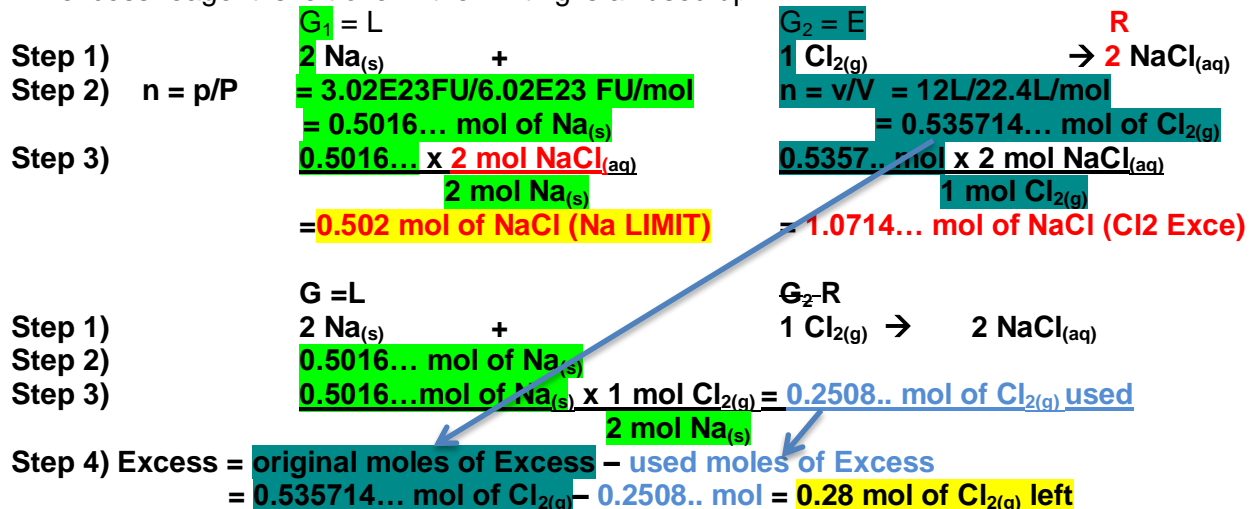 G₁ = L G₂ = E R
Step 1) 2 Na(s) + 1 Cl2(g) → 2 NaCl(aq)
Step 2) n = p/P = 3.02E23FU/6.02E23 FU/mol n = v/V = 12L/22.4L/mol
= 0.5016... mol of Na(s) = 0.535714... mol of Cl2(g)
Step 3) 0.5016... x 2 mol NaCl(aq) 0.5357.. mol x 2 mol NaCl(aq)
2 mol Na(s) 1 mol Cl2(g)
=0.502 mol of NaCl (Na LIMIT) = 1.0714... mol of NaCl (Cl2 Exce)
G =L G₂ R
Step 1) 2 Na(s) + 1 Cl2(g) → 2 NaCl(aq)
Step 2) 0.5016... mol of Na(s)
Step 3) 0.5016...mol of Na(s) x 1 mol Cl2(g) = 0.2508.. mol of Cl2(g) used
2 mol Na(s)
Step 4) Excess = original moles of Excess – used moles of Excess
= 0.535714... mol of Cl2(g) – 0.2508.. mol = 0.28 mol of Cl2(g) left